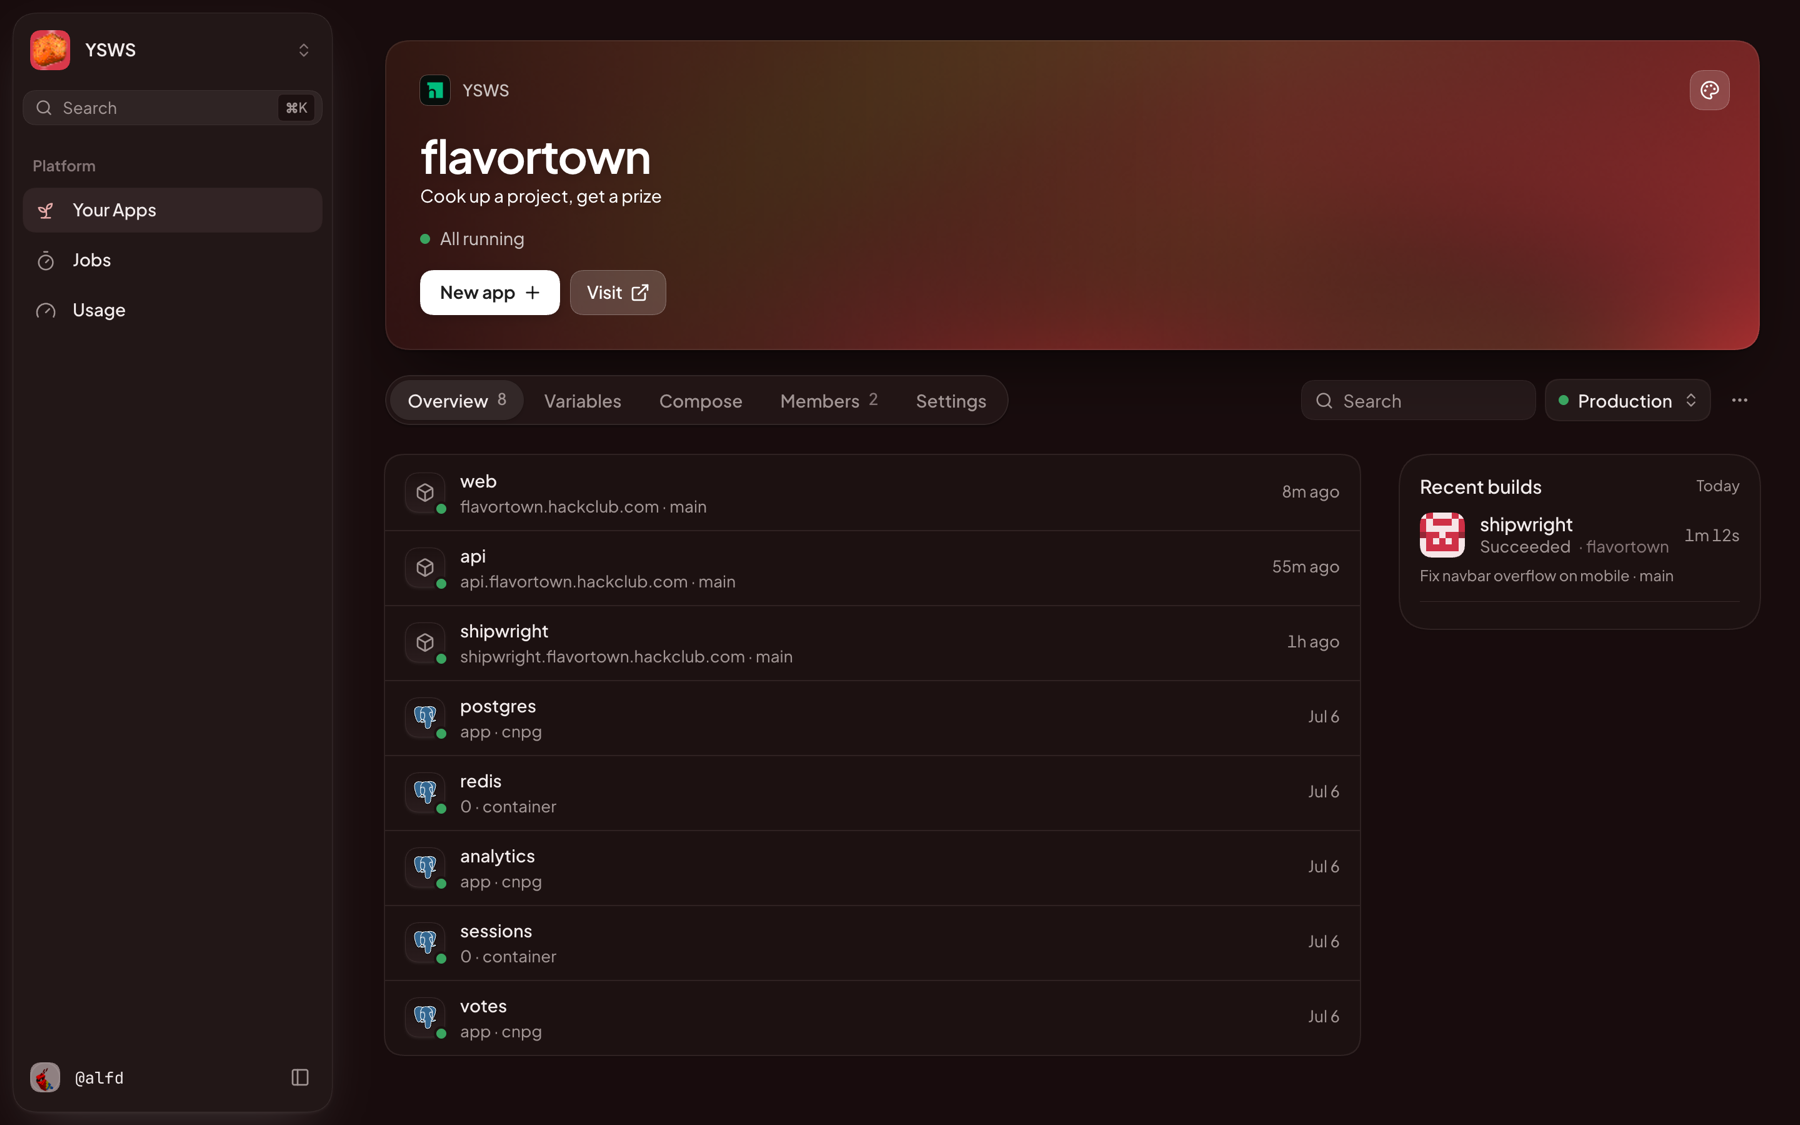 YSWS
Search ⌘K
Platform
Your Apps
Jobs
Usage
@alfd
YSWS
flavortown
Cook up a project, get a prize
All running
New app +
Visit
Overview 8
Variables
Compose
Members 2
Settings
Search
Production
web
flavortown.hackclub.com · main
8m ago
api
api.flavortown.hackclub.com · main
55m ago
shipwright
shipwright.flavortown.hackclub.com · main
1h ago
postgres
app · cnpg
Jul 6
redis
0 · container
Jul 6
analytics
app · cnpg
Jul 6
sessions
0 · container
Jul 6
votes
app · cnpg
Jul 6
Recent builds
Today
shipwright
Succeeded · flavortown
1m 12s
Fix navbar overflow on mobile · main